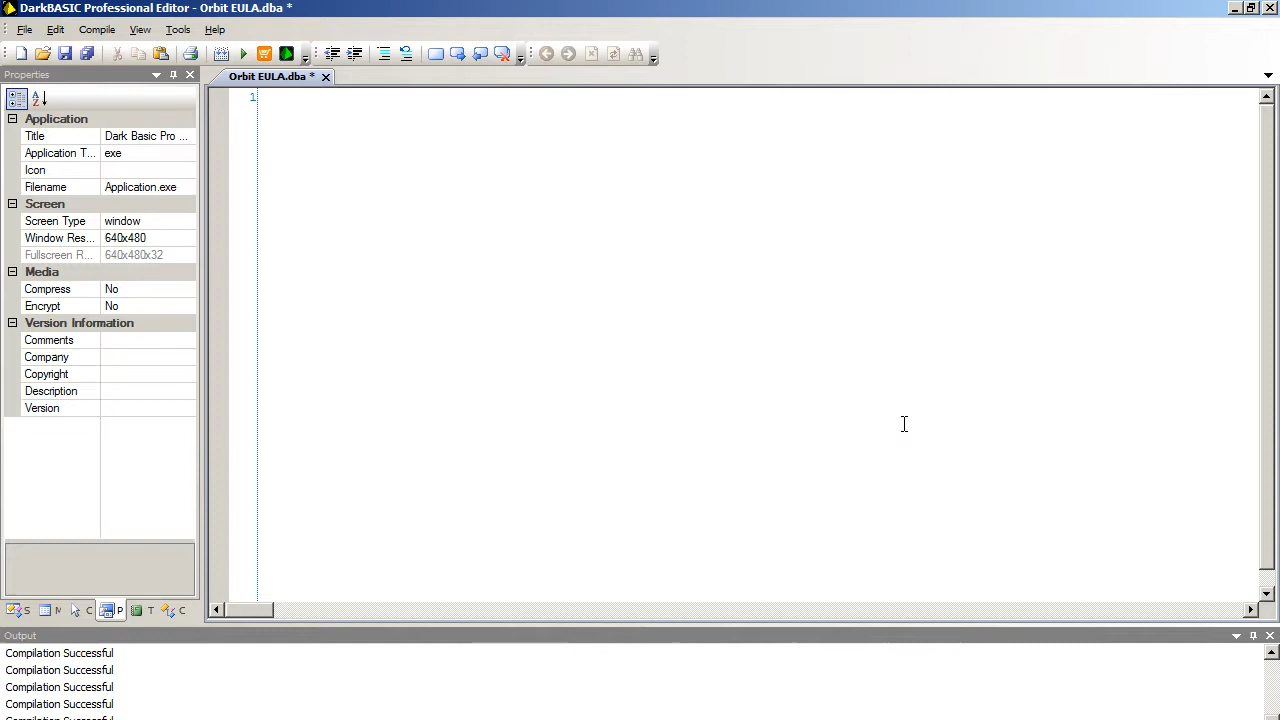 DarkBASIC Professional Editor - Orbit EULA.dba *
File Edit Compile View Tools Help
Properties
Orbit EULA.dba *
1
Application
Title Dark Basic Pro ...
Application T... exe
Icon
Filename Application.exe
Screen
Screen Type window
Window Res... 640x480
Fullscreen R... 640x480x32
Media
Compress No
Encrypt No
Version Information
Comments
Company
Copyright
Description
Version
S M C P T C
Output
Compilation Successful
Compilation Successful
Compilation Successful
Compilation Successful
Compilation Successful